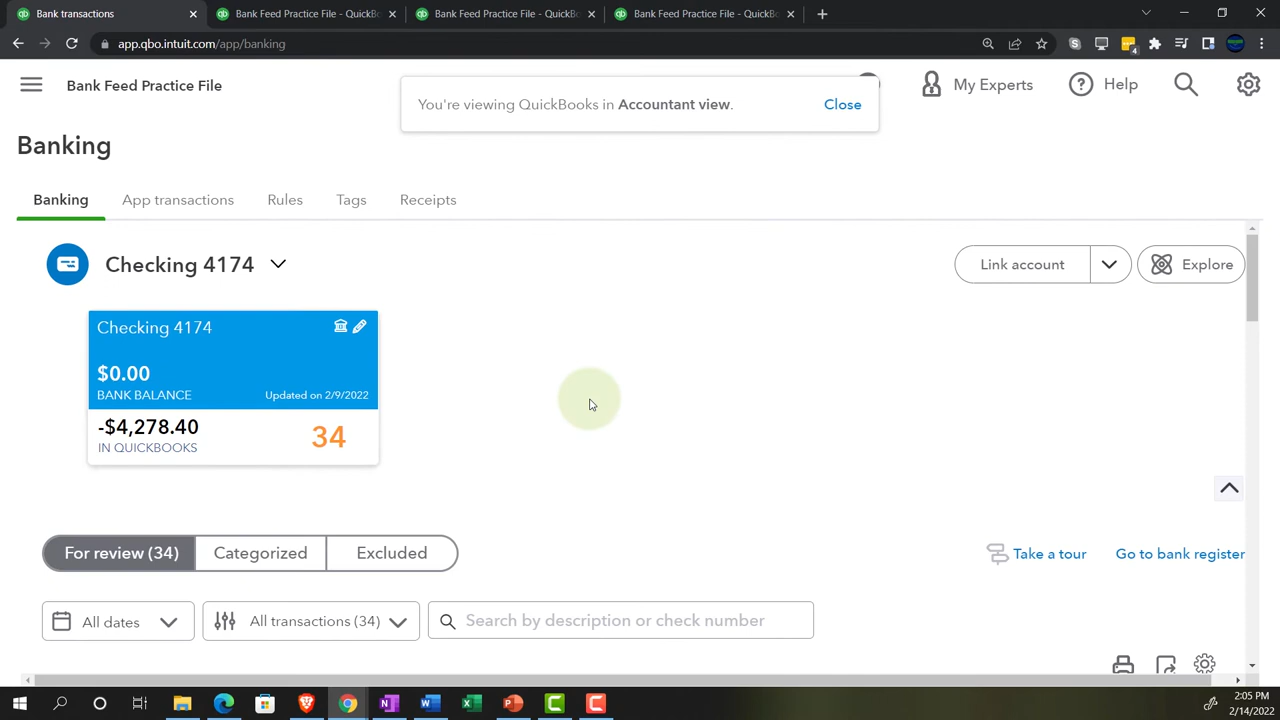 Bank transactions
Bank Feed Practice File - QuickB
Bank Feed Practice File - QuickBo
Bank Feed Practice File - QuickBo
app.qbo.intuit.com/app/banking
4
Bank Feed Practice File
You're viewing QuickBooks in Accountant view.
Close
My Experts
Help
Banking
Banking
App transactions
Rules
Tags
Receipts
Checking 4174
Link account
Explore
Checking 4174
$0.00
BANK BALANCE
Updated on 2/9/2022
-$4,278.40
34
IN QUICKBOOKS
For review (34)
Categorized
Excluded
Take a tour
Go to bank register
All dates
All transactions (34)
Search by description or check number
2:05 PM
2/14/2022